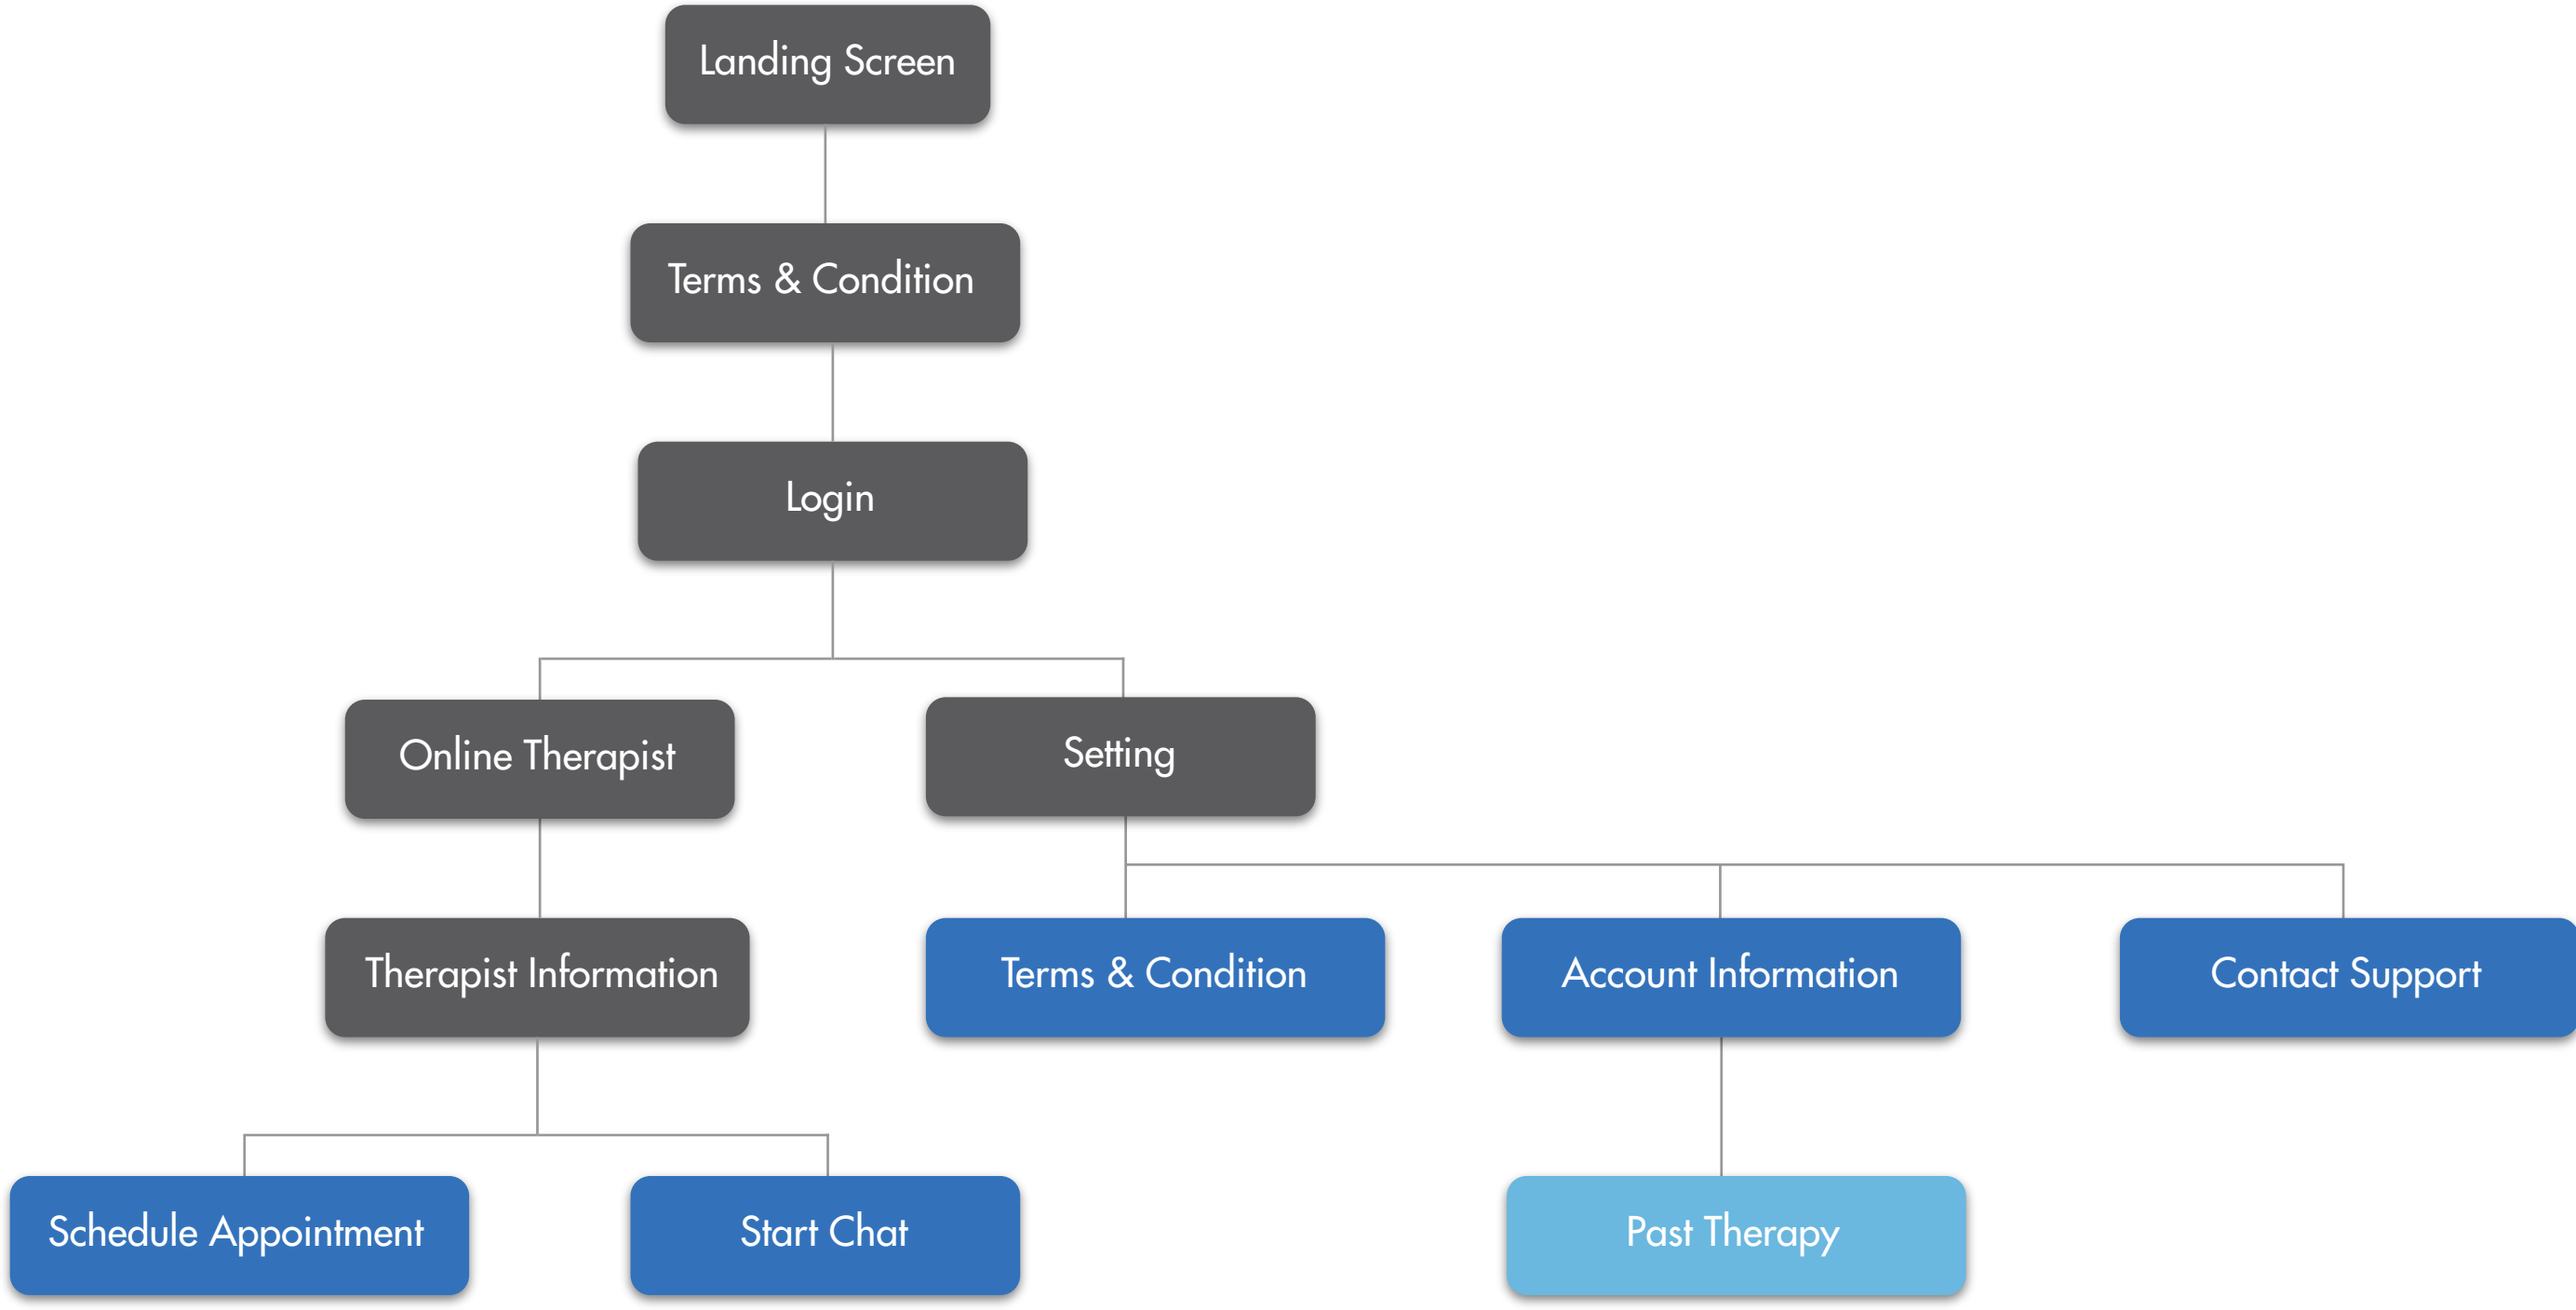 Landing Screen
Terms & Condition
Login
Online Therapist
Setting
Therapist Information
Terms & Condition
Account Information
Contact Support
Schedule Appointment
Start Chat
Past Therapy